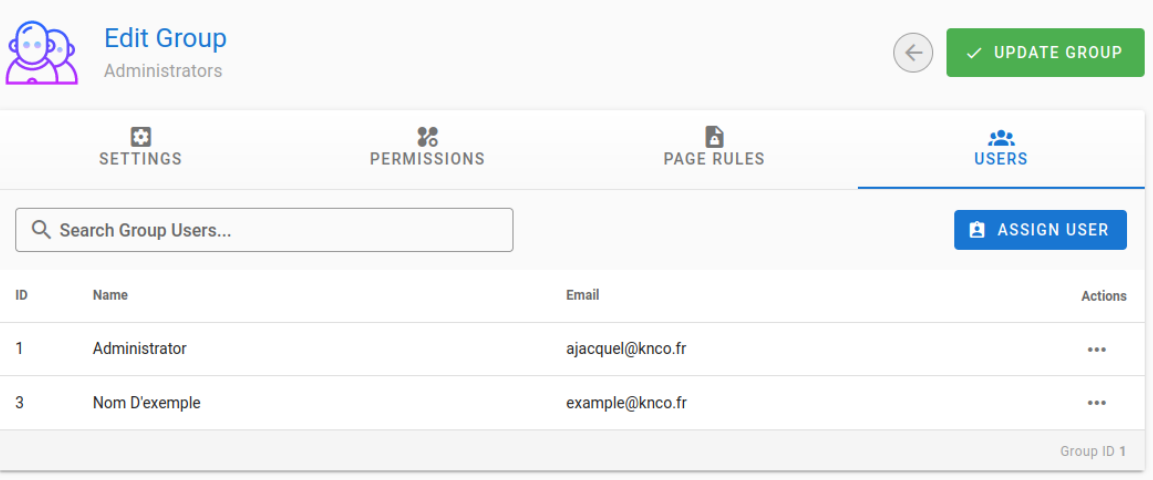 Edit Group
Administrators
UPDATE GROUP
SETTINGS PERMISSIONS PAGE RULES USERS
Search Group Users...
ASSIGN USER
ID Name Email Actions
1 Administrator ajacquel@knco.fr
3 Nom D'exemple example@knco.fr
Group ID 1